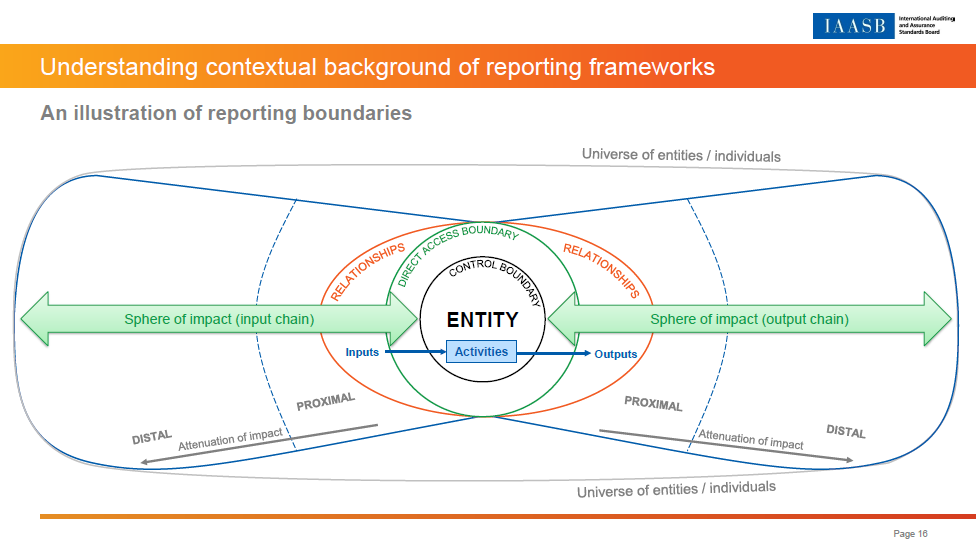 IAASB
International Auditing
and Assurance
Standards Board
Understanding contextual background of reporting frameworks
An illustration of reporting boundaries
Universe of entities / individuals
RELATIONSHIPS
DIRECT ACCESS BOUNDARY
CONTROL BOUNDARY
RELATIONSHIPS
Sphere of impact (input chain)
ENTITY
Sphere of impact (output chain)
Inputs
Activities
Outputs
PROXIMAL
PROXIMAL
DISTAL
Attenuation of impact
Attenuation of impact
DISTAL
Universe of entities / individuals
Page 16